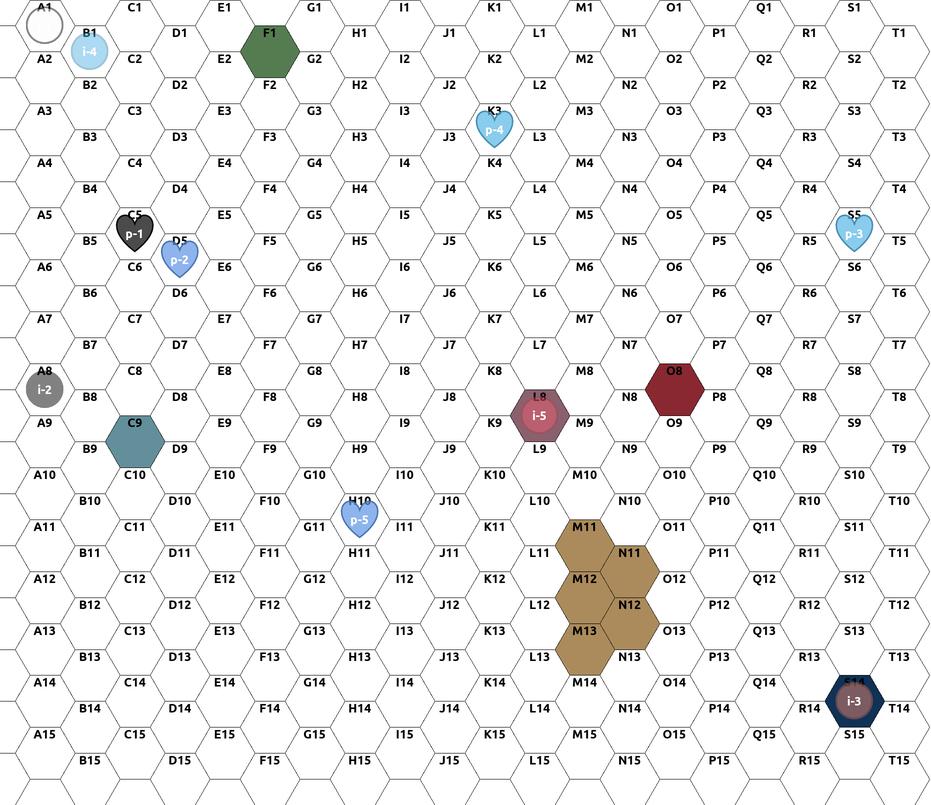 A1 C1 E1 G1 I1 K1 M1 O1 Q1 S1
B1 D1 F1 H1 J1 L1 N1 P1 R1 T1
i-4
A2 C2 E2 G2 I2 K2 M2 O2 Q2 S2
B2 D2 F2 H2 J2 L2 N2 P2 R2 T2
A3 C3 E3 G3 I3 K3 M3 O3 Q3 S3
p-4
B3 D3 F3 H3 J3 L3 N3 P3 R3 T3
A4 C4 E4 G4 I4 K4 M4 O4 Q4 S4
B4 D4 F4 H4 J4 L4 N4 P4 R4 T4
A5 C5 E5 G5 I5 K5 M5 O5 Q5 S5
p-1 p-3
B5 D5 F5 H5 J5 L5 N5 P5 R5 T5
p-2
A6 C6 E6 G6 I6 K6 M6 O6 Q6 S6
B6 D6 F6 H6 J6 L6 N6 P6 R6 T6
A7 C7 E7 G7 I7 K7 M7 O7 Q7 S7
B7 D7 F7 H7 J7 L7 N7 P7 R7 T7
A8 C8 E8 G8 I8 K8 M8 O8 Q8 S8
i-2
B8 D8 F8 H8 J8 L8 N8 P8 R8 T8
i-5
A9 C9 E9 G9 I9 K9 M9 O9 Q9 S9
B9 D9 F9 H9 J9 L9 N9 P9 R9 T9
A10 C10 E10 G10 I10 K10 M10 O10 Q10 S10
B10 D10 F10 H10 J10 L10 N10 P10 R10 T10
p-5
A11 C11 E11 G11 I11 K11 M11 O11 Q11 S11
B11 D11 F11 H11 J11 L11 N11 P11 R11 T11
A12 C12 E12 G12 I12 K12 M12 O12 Q12 S12
B12 D12 F12 H12 J12 L12 N12 P12 R12 T12
A13 C13 E13 G13 I13 K13 M13 O13 Q13 S13
B13 D13 F13 H13 J13 L13 N13 P13 R13 T13
A14 C14 E14 G14 I14 K14 M14 O14 Q14 S14
i-3
B14 D14 F14 H14 J14 L14 N14 P14 R14 T14
A15 C15 E15 G15 I15 K15 M15 O15 Q15 S15
B15 D15 F15 H15 J15 L15 N15 P15 R15 T15